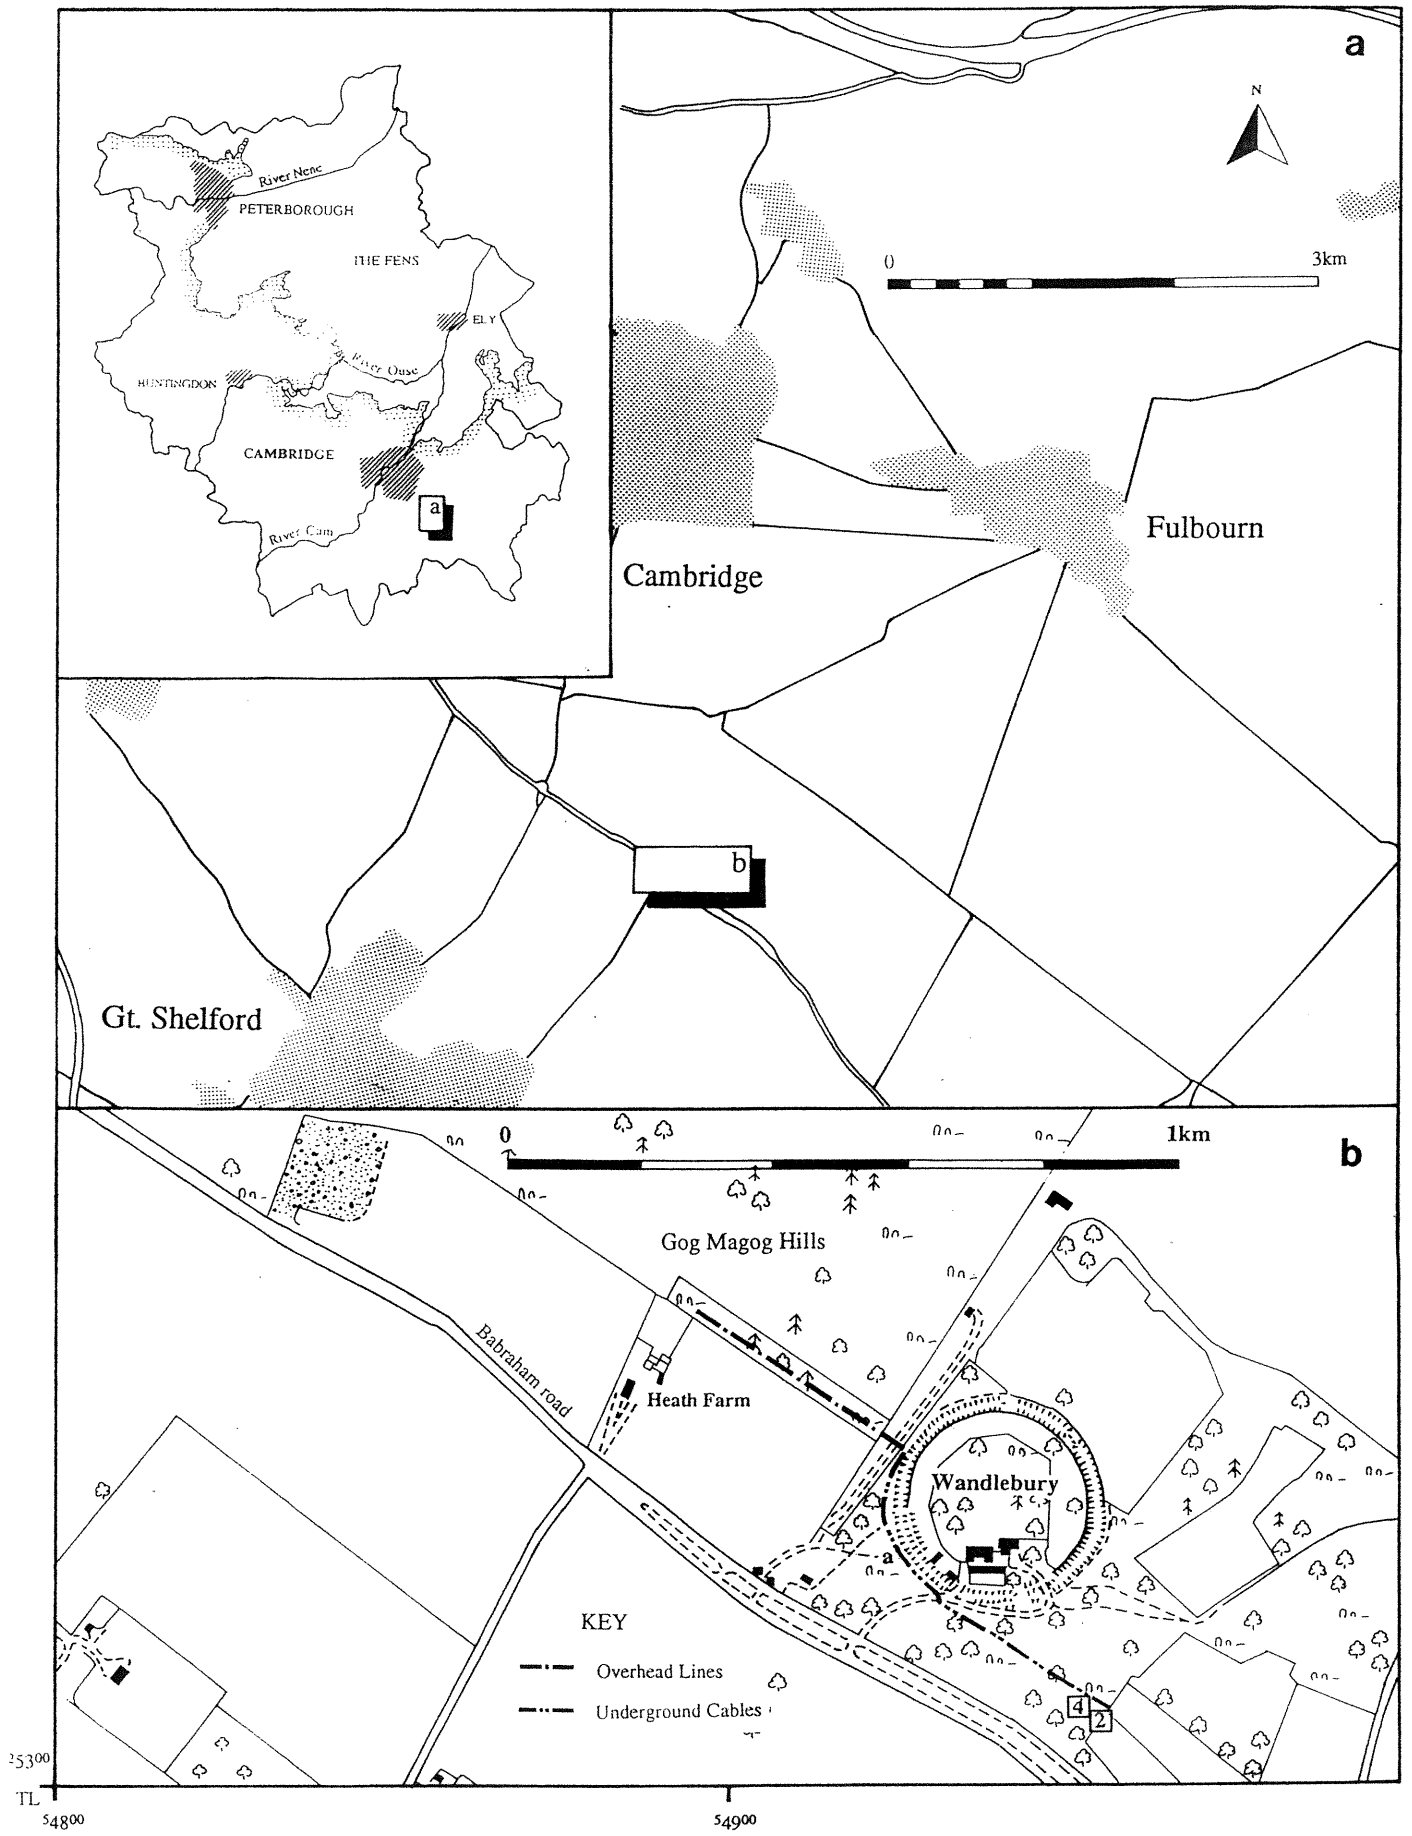 a
N
River Nene
PETERBOROUGH
THE FENS
0
3km
ELY
River Ouse
HUNTINGDON
CAMBRIDGE
a
River Cam
Fulbourn
Cambridge
b
Gt. Shelford
0
1km
b
Gog Magog Hills
Babraham road
Heath Farm
Wandlebury
a
KEY
Overhead Lines
Underground Cables
4
2
25300
TL
54800
54900